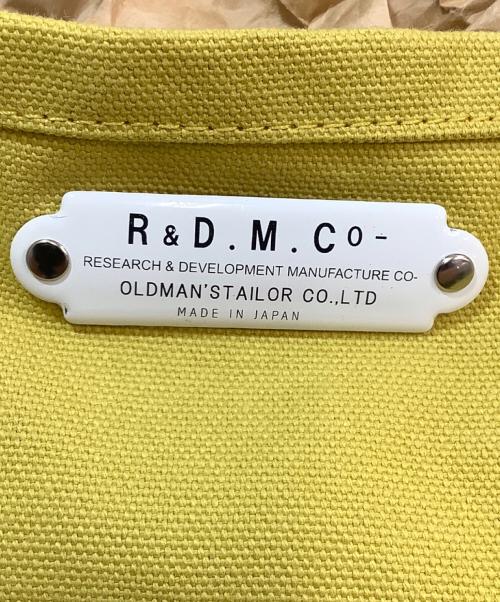 R & D . M . Co -
RESEARCH & DEVELOPMENT MANUFACTURE CO-
OLDMAN'STAILOR CO.,LTD
MADE IN JAPAN